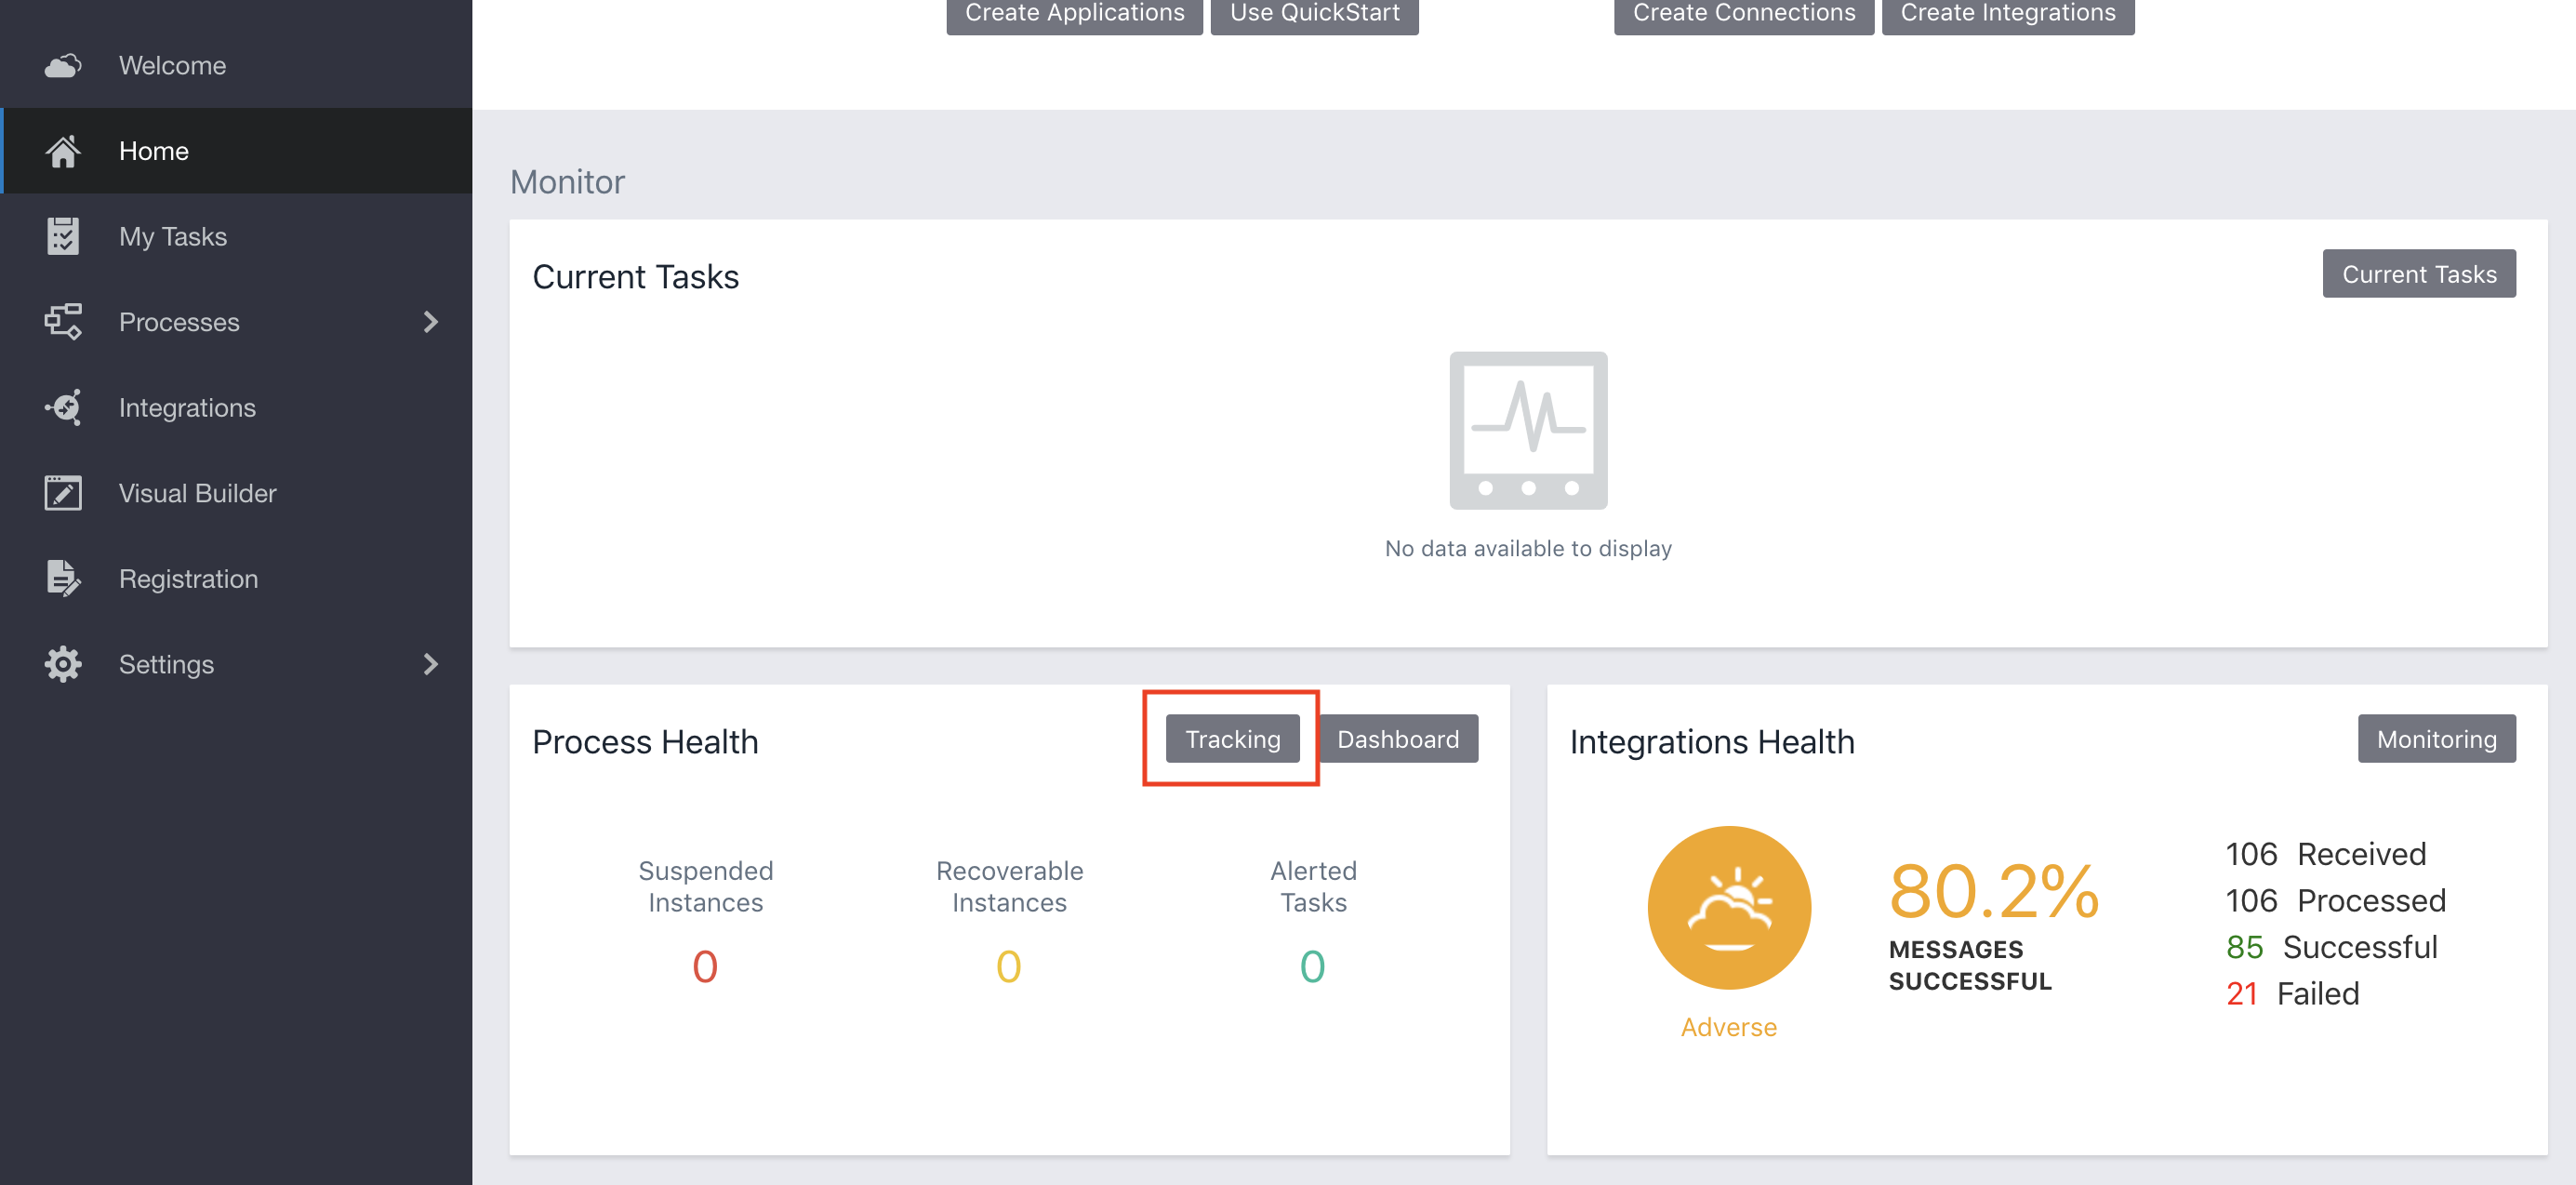 Create Applications
Use QuickStart
Create Connections
Create Integrations
Welcome
Home
My Tasks
Processes
Integrations
Visual Builder
Registration
Settings
Monitor
Current Tasks
Current Tasks
No data available to display
Process Health
Tracking
Dashboard
Suspended
Instances
0
Recoverable
Instances
0
Alerted
Tasks
0
Integrations Health
Monitoring
Adverse
80.2%
MESSAGES
SUCCESSFUL
106 Received
106 Processed
85 Successful
21 Failed